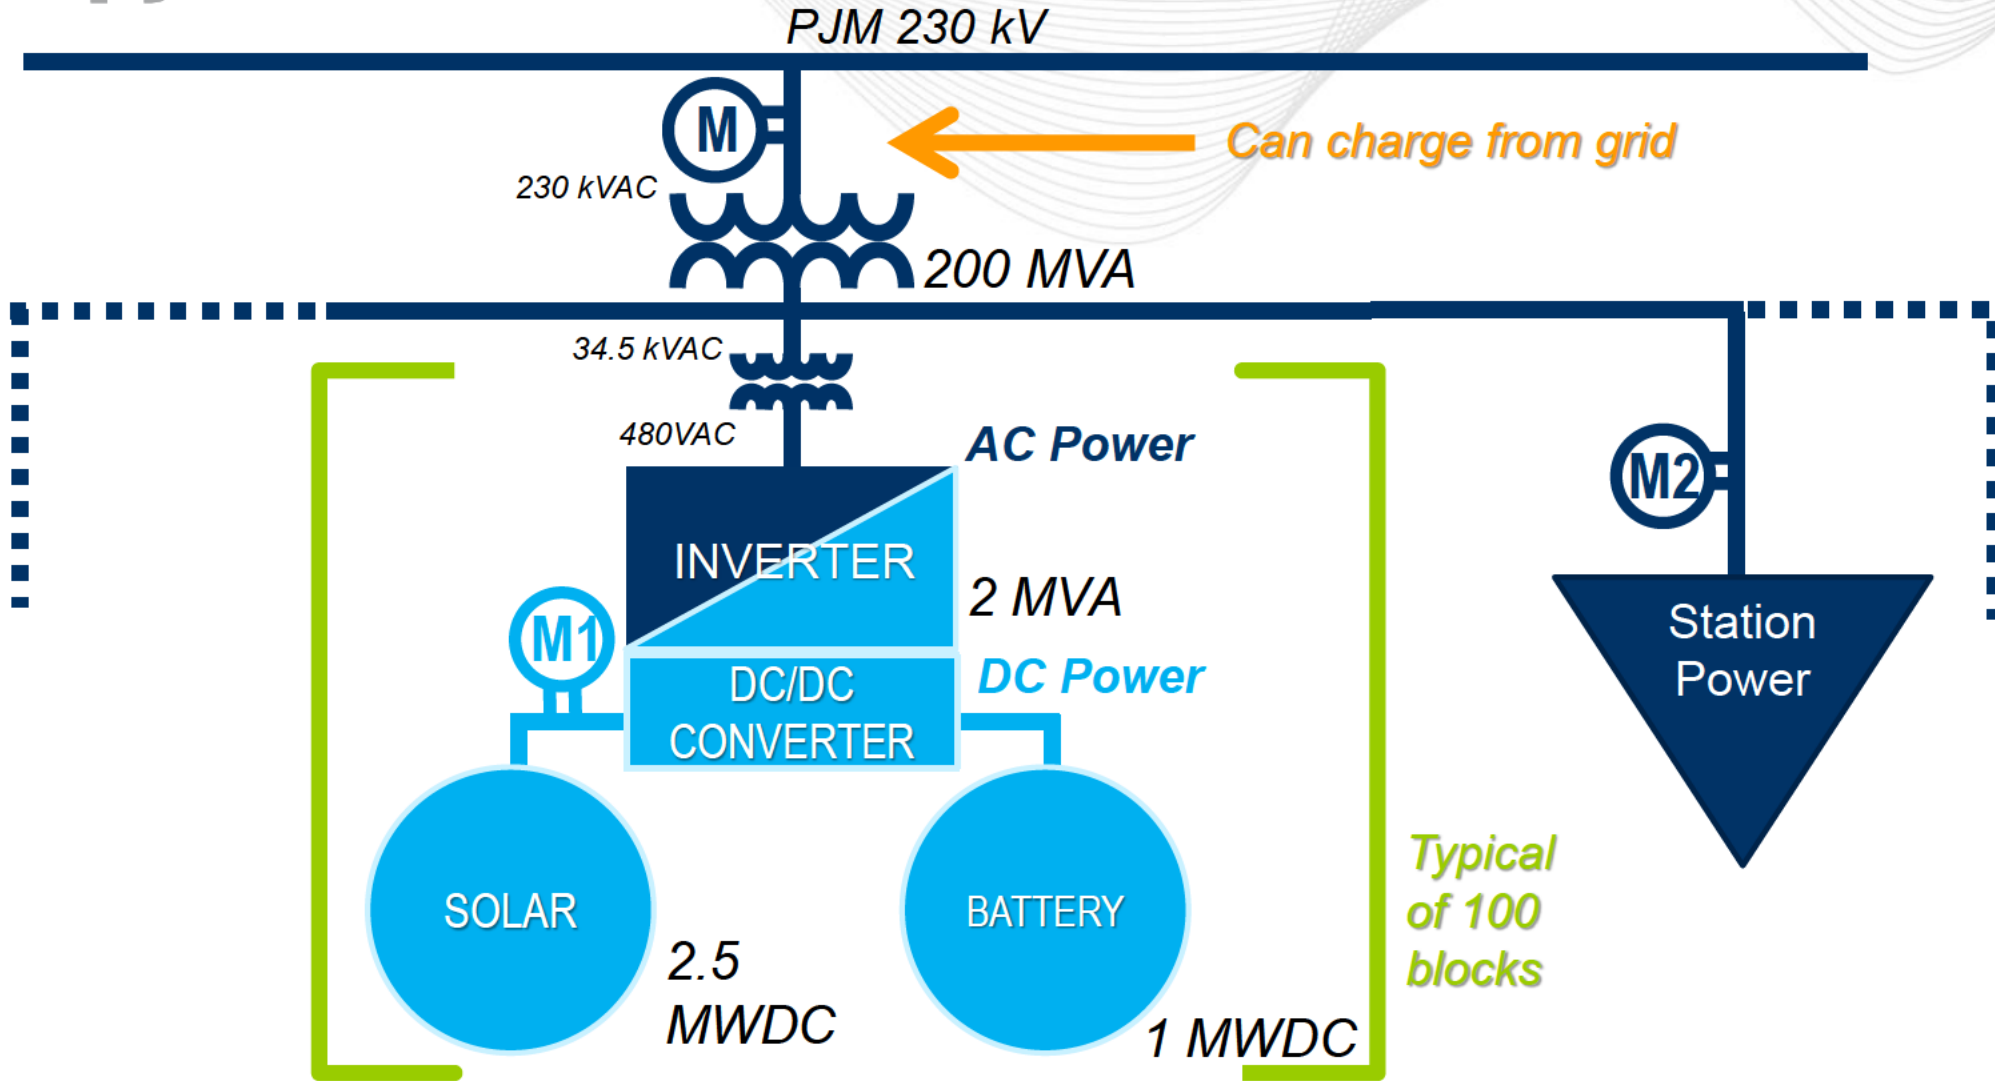 PJM 230 kV
M
Can charge from grid
230 kVAC
200 MVA
34.5 kVAC
480VAC
AC Power
INVERTER
2 MVA
M1
DC/DC
CONVERTER
DC Power
M2
Station
Power
SOLAR
2.5
MWDC
BATTERY
1 MWDC
Typical
of 100
blocks